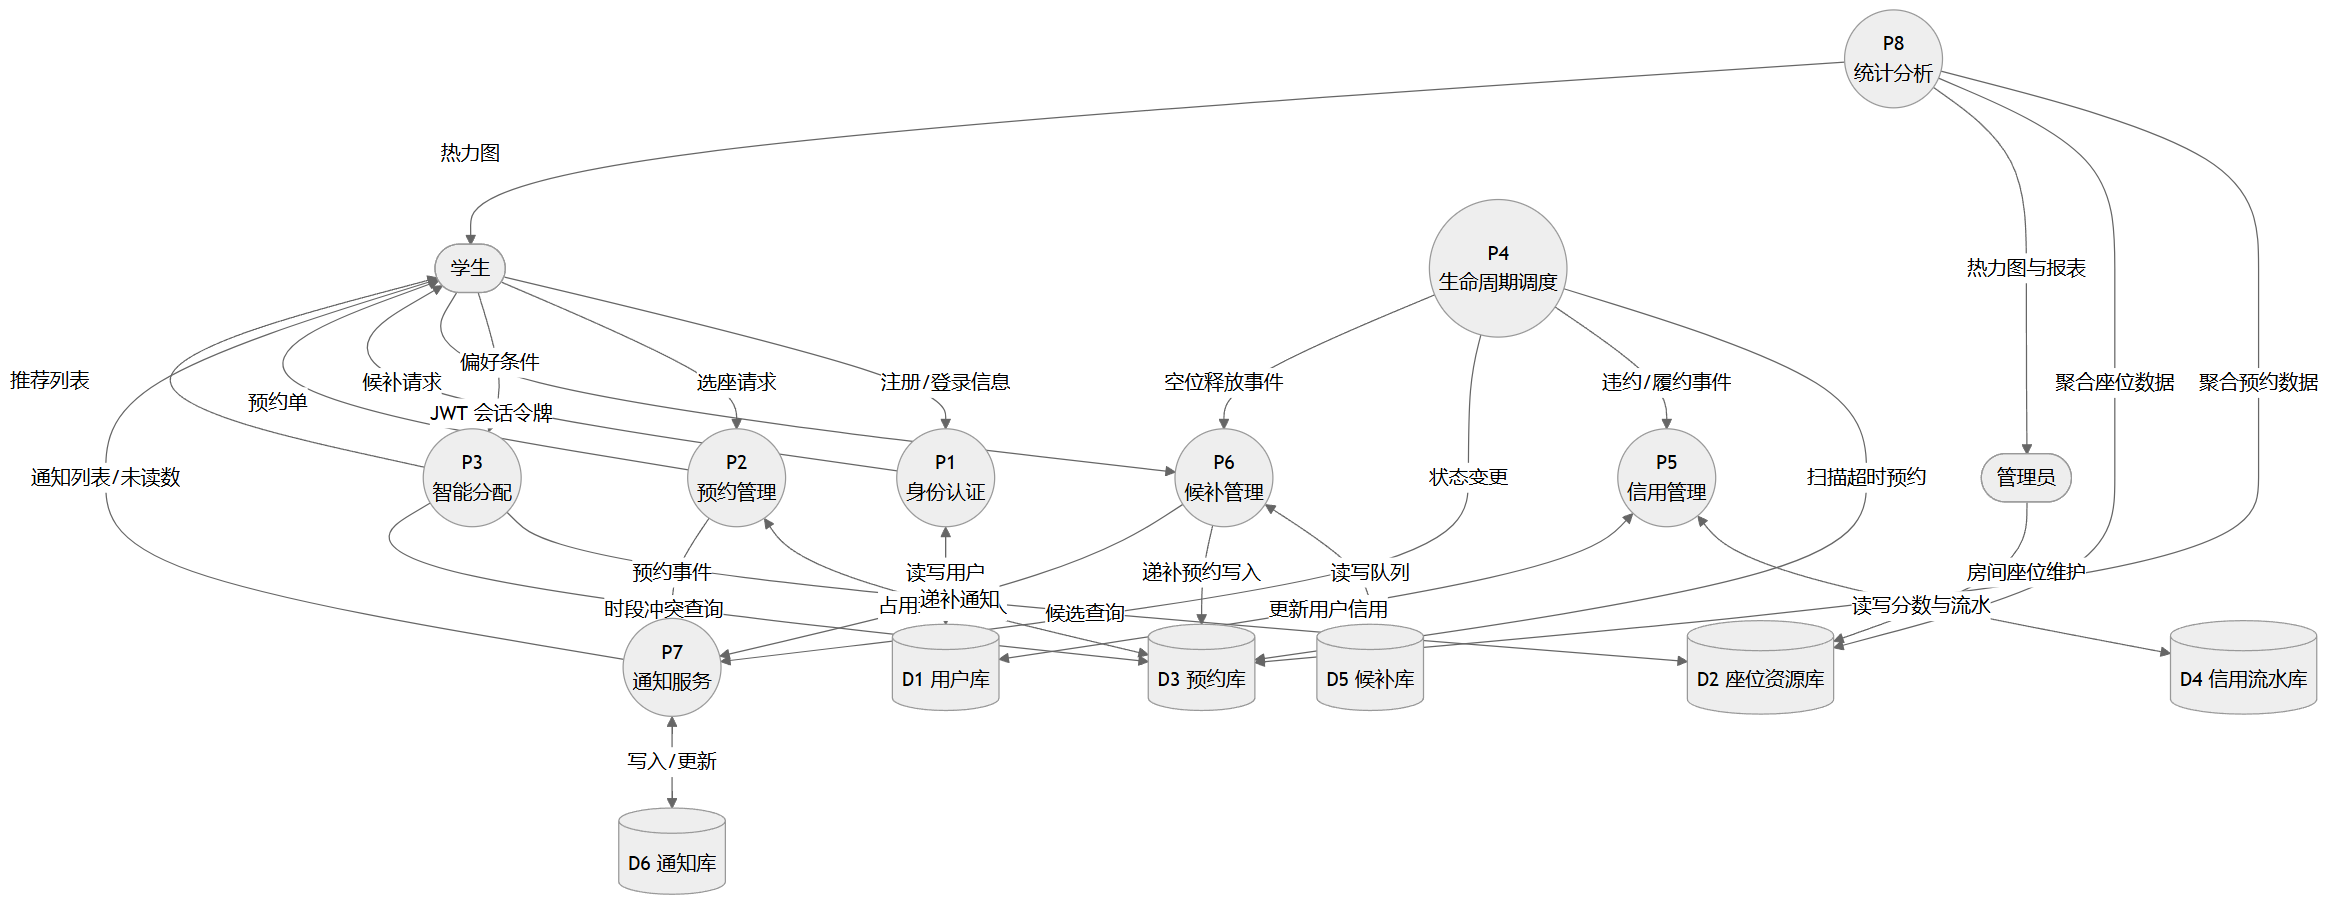 P8
统计分析
热力图
P4
生命周期调度
学生
热力图与报表
推荐列表
预约单
候补请求
偏好条件
JWT 会话令牌
选座请求
注册/登录信息
空位释放事件
违约/履约事件
聚合座位数据
聚合预约数据
通知列表/未读数
P3
智能分配
P2
预约管理
P1
身份认证
P6
候补管理
状态变更
P5
信用管理
扫描超时预约
管理员
预约事件
读写用户
递补预约写入
读写队列
房间座位维护
时段冲突查询
占用
递补通知
候选查询
更新用户信用
读写分数与流水
P7
通知服务
D1 用户库
D3 预约库
D5 候补库
D2 座位资源库
D4 信用流水库
写入/更新
D6 通知库